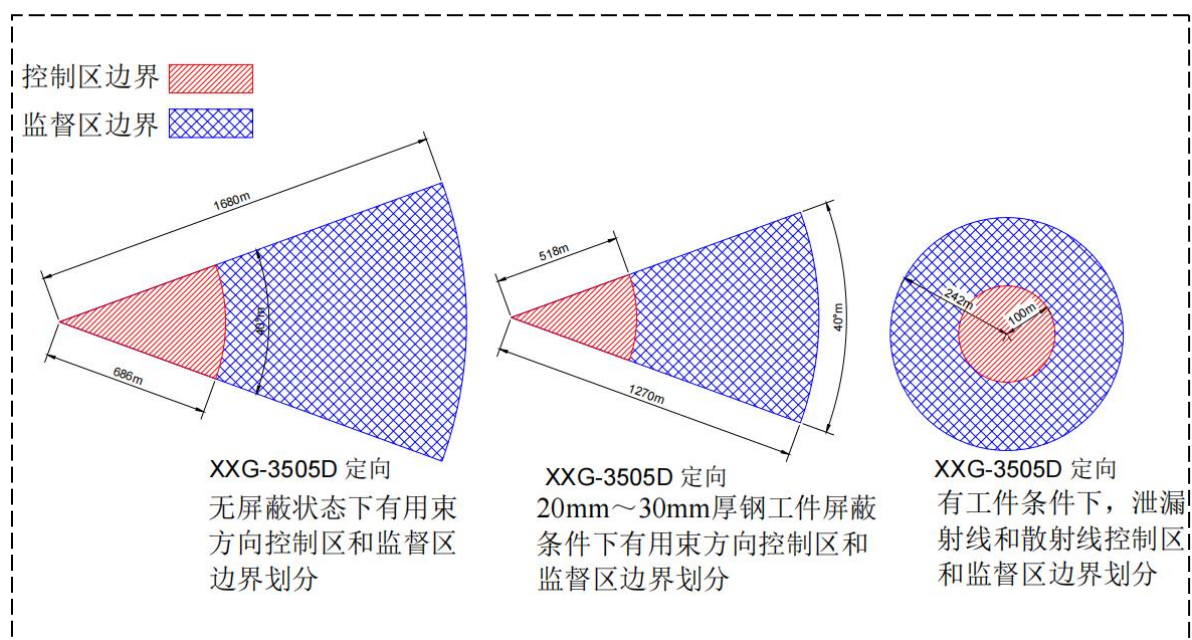 控制区边界
监督区边界
1680m
686m
40°m
XXG-3505D 定向
无屏蔽状态下有用束
方向控制区和监督区
边界划分
518m
1270m
40°m
XXG-3505D 定向
20mm～30mm厚钢工件屏蔽
条件下有用束方向控制区和
监督区边界划分
242m
100m
XXG-3505D 定向
有工件条件下，泄漏
射线和散射线控制区
和监督区边界划分